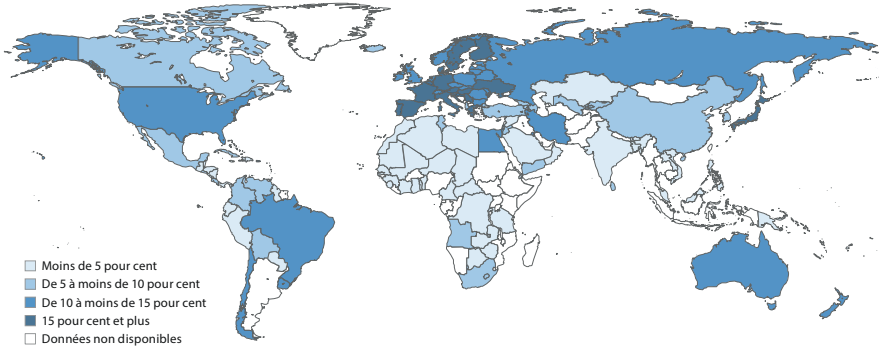 Moins de 5 pour cent
De 5 à moins de 10 pour cent
De 10 à moins de 15 pour cent
15 pour cent et plus
Données non disponibles